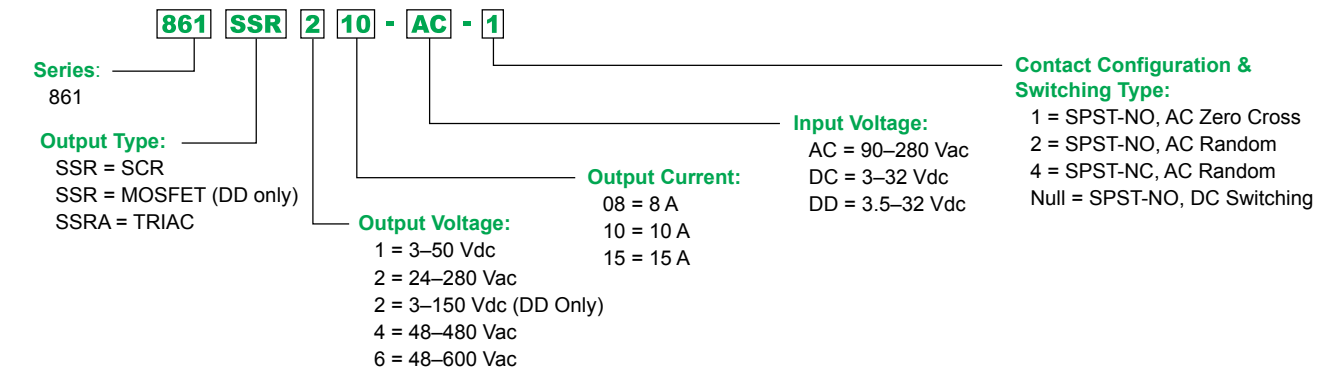 861 SSR 2 10 - AC - 1
Series:
861
Output Type:
SSR = SCR
SSR = MOSFET (DD only)
SSRA = TRIAC
Output Voltage:
1 = 3–50 Vdc
2 = 24–280 Vac
2 = 3–150 Vdc (DD Only)
4 = 48–480 Vac
6 = 48–600 Vac
Output Current:
08 = 8 A
10 = 10 A
15 = 15 A
Input Voltage:
AC = 90–280 Vac
DC = 3–32 Vdc
DD = 3.5–32 Vdc
Contact Configuration &
Switching Type:
1 = SPST-NO, AC Zero Cross
2 = SPST-NO, AC Random
4 = SPST-NC, AC Random
Null = SPST-NO, DC Switching